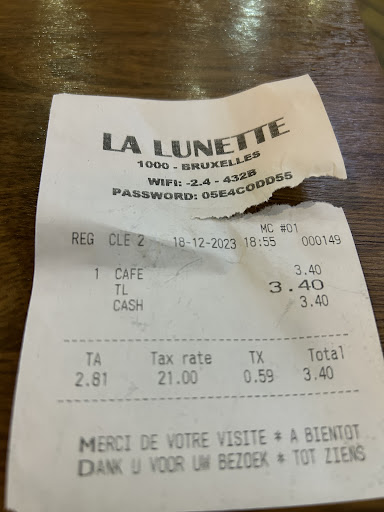 LA LUNETTE
1000 - BRUXELLES
WIFI: -2.4 - 432B
PASSWORD: 05E4C0DD55
MC #01
REG CLE 2 18-12-2023 18:55 000149
1 CAFE 3.40
TL 3.40
CASH 3.40
TA Tax rate TX Total
2.81 21.00 0.59 3.40
MERCI DE VOTRE VISITE * A BIENTOT
DANK U VOOR UW BEZOEK * TOT ZIENS